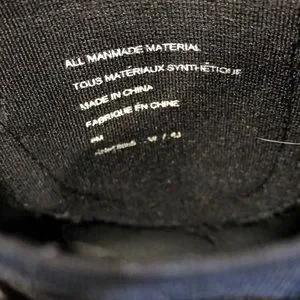 ALL MANMADE MATERIAL
TOUS MATÉRIAUX SYNTHÉTIQUE
MADE IN CHINA
FABRIQUÉ EN CHINE